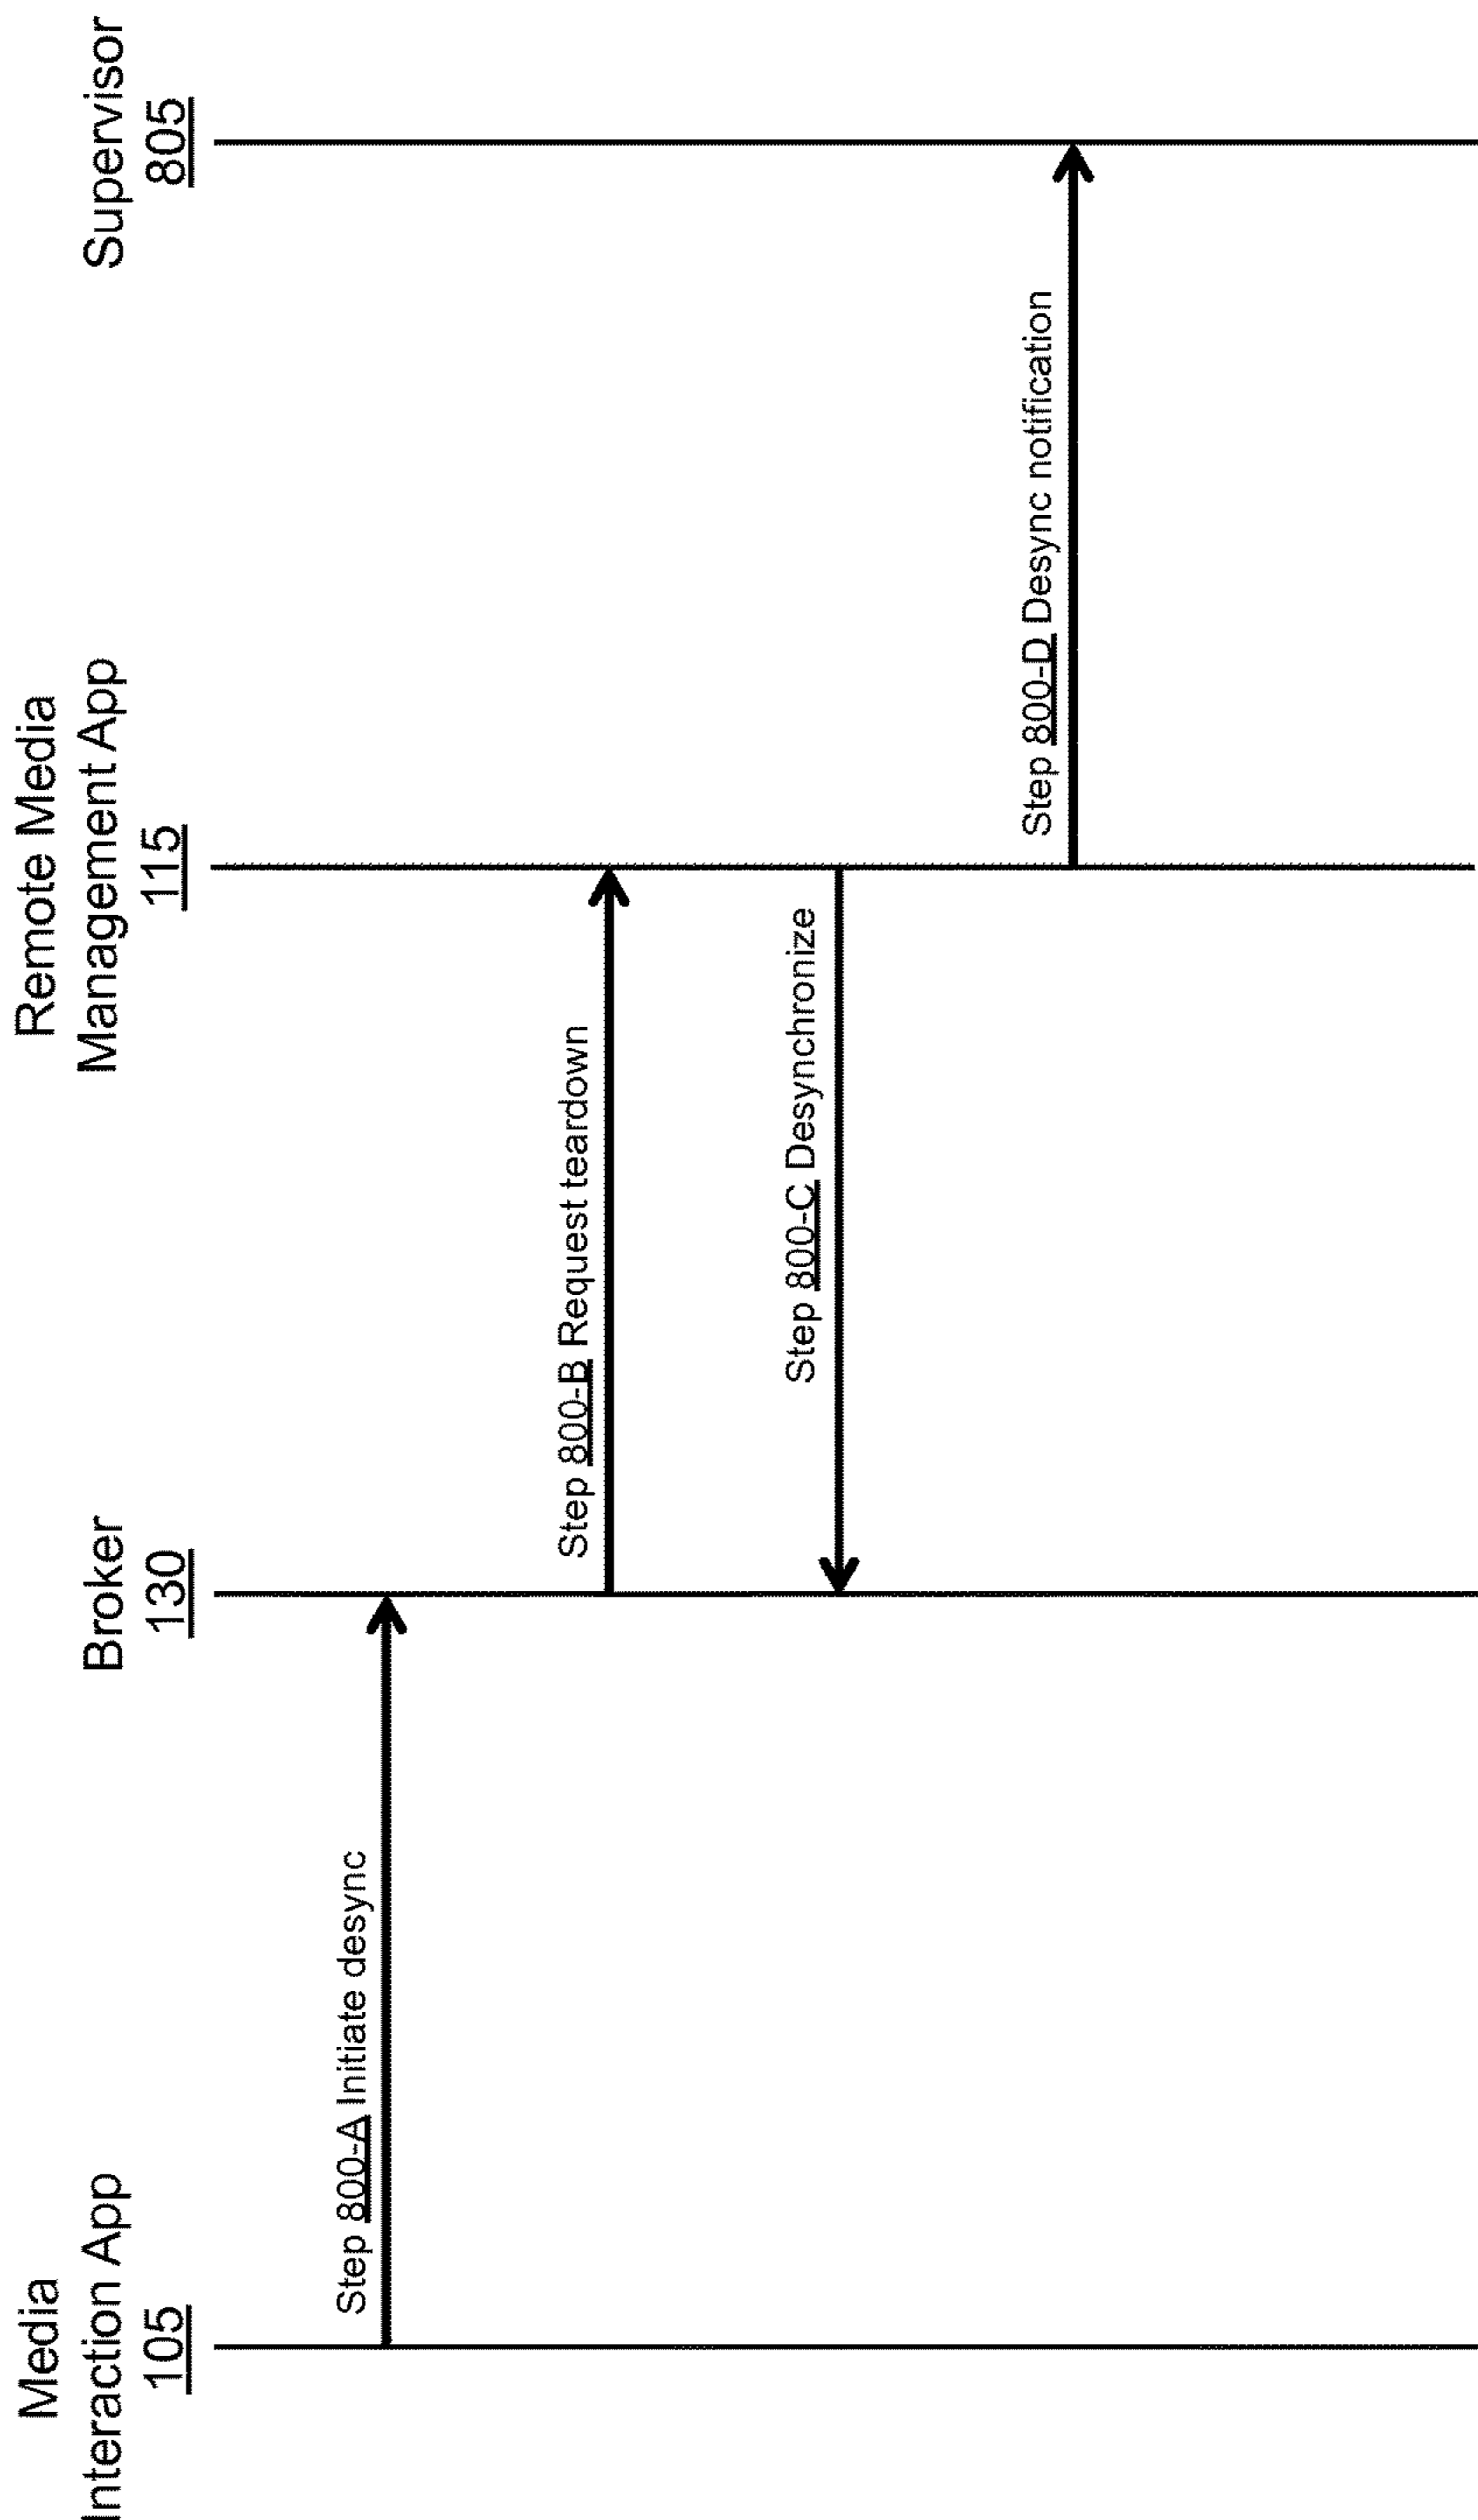 Media
Interaction App
105
Broker
130
Remote Media
Management App
115
Supervisor
805
Step 800-A Initiate desync
Step 800-B Request teardown
Step 800-C Desynchronize
Step 800-D Desync notification